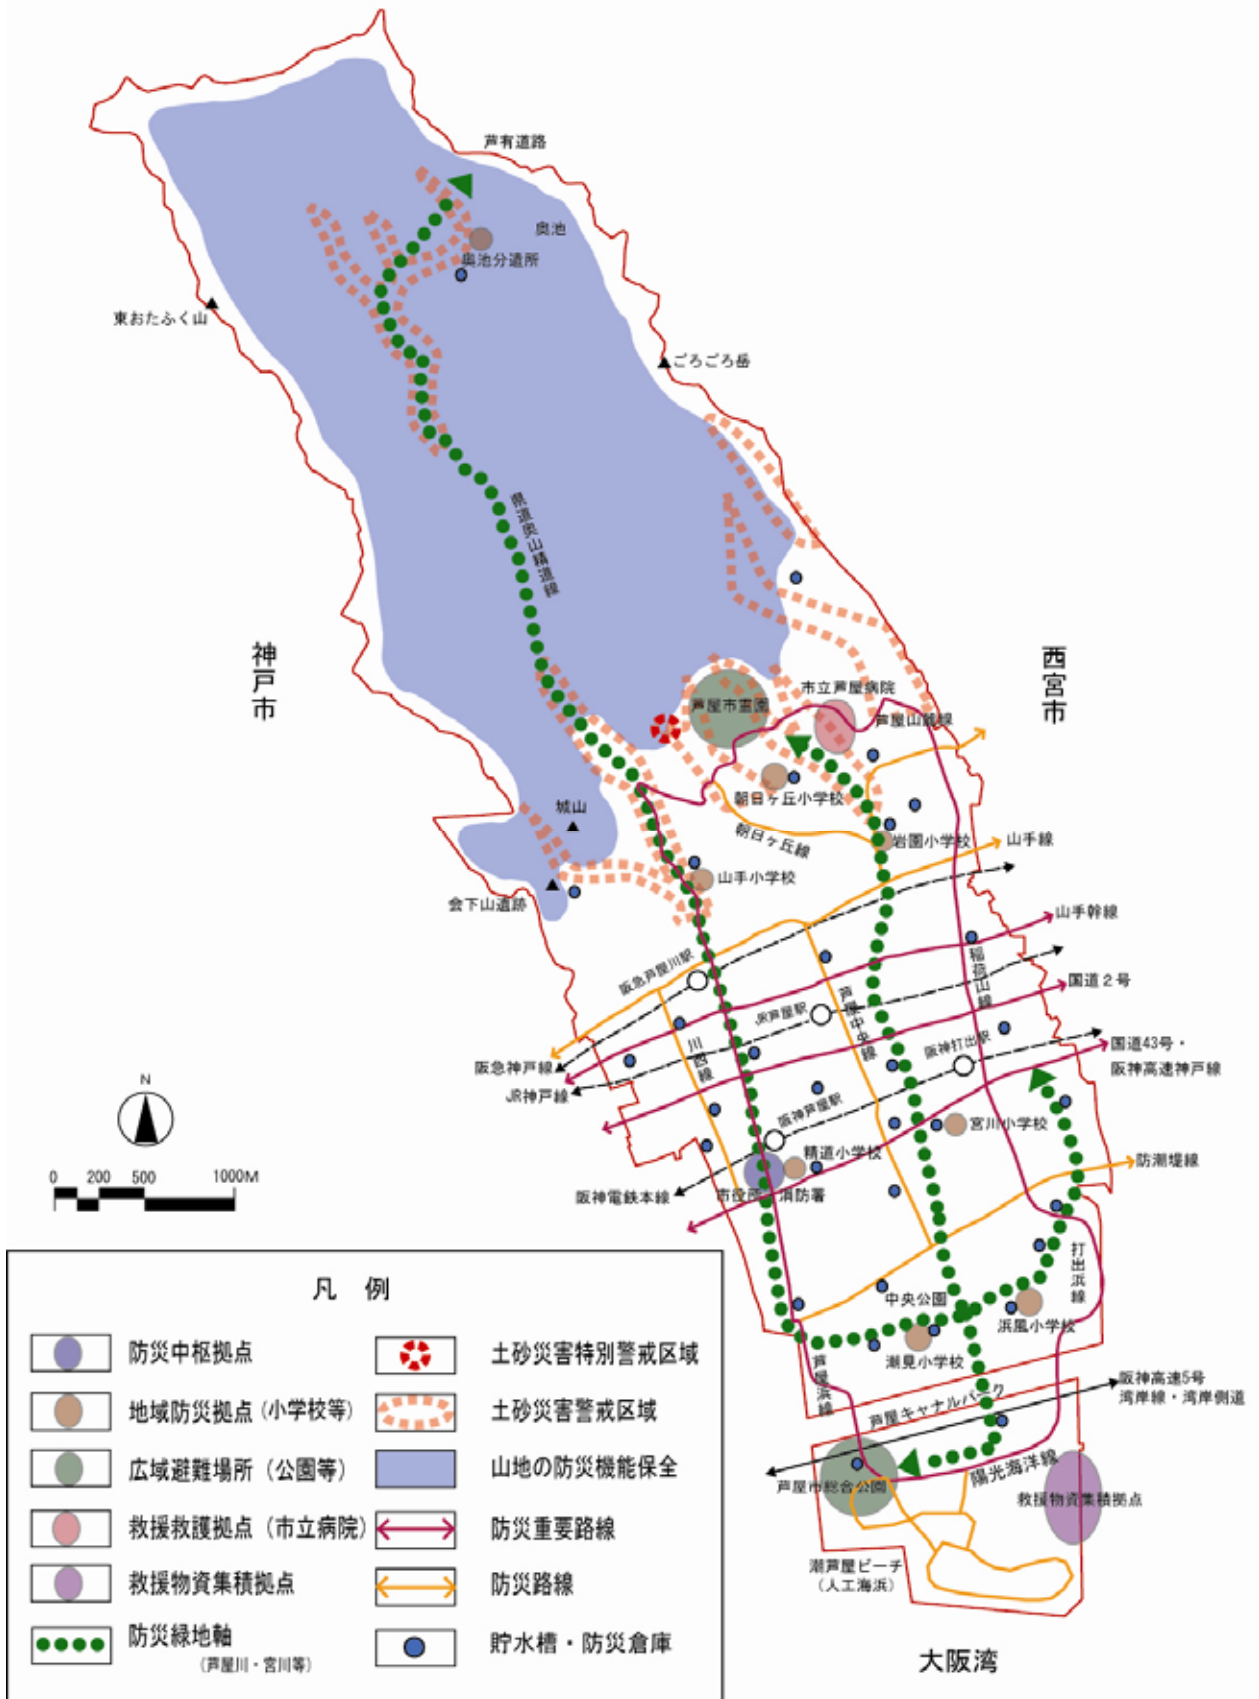 芦有道路
奥池
奥池分遣所
東おたふく山
ごろごろ岳
県道奥山精道線
神戸市
西宮市
市立芦屋病院
芦屋市霊園
芦屋山麓線
城山
朝日ヶ丘小学校
朝日ヶ丘線
岩園小学校
山手線
山手小学校
会下山遺跡
山手幹線
阪急芦屋川駅
稲荷山線
国道2号
JR芦屋駅
芦屋中央線
川西線
阪神打出駅
国道43号・
阪神高速神戸線
阪急神戸線
JR神戸線
阪神芦屋駅
宮川小学校
精道小学校
防潮堤線
阪神電鉄本線
市役所・消防署
N
0 200 500 1000M
打出浜線
中央公園
浜風小学校
潮見小学校
芦屋浜線
阪神高速5号
湾岸線・湾岸側道
芦屋キャナルパーク
芦屋市総合公園
陽光海洋線
救援物資集積拠点
潮芦屋ビーチ
(人工海浜)
大阪湾
凡 例
防災中枢拠点
地域防災拠点(小学校等)
広域避難場所(公園等)
救援救護拠点(市立病院)
救援物資集積拠点
防災緑地軸
(芦屋川・宮川等)
土砂災害特別警戒区域
土砂災害警戒区域
山地の防災機能保全
防災重要路線
防災路線
貯水槽・防災倉庫